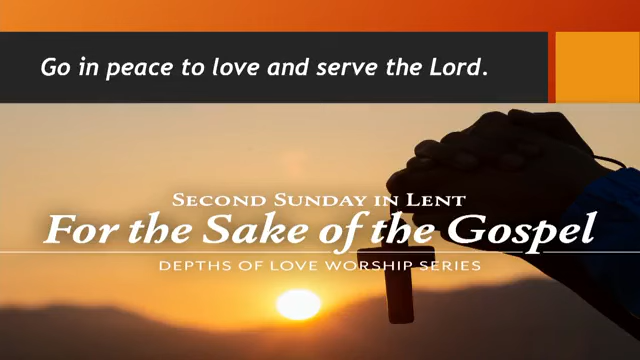 Go in peace to love and serve the Lord.
Second Sunday in Lent
For the Sake of the Gospel
DEPTHS OF LOVE WORSHIP SERIES